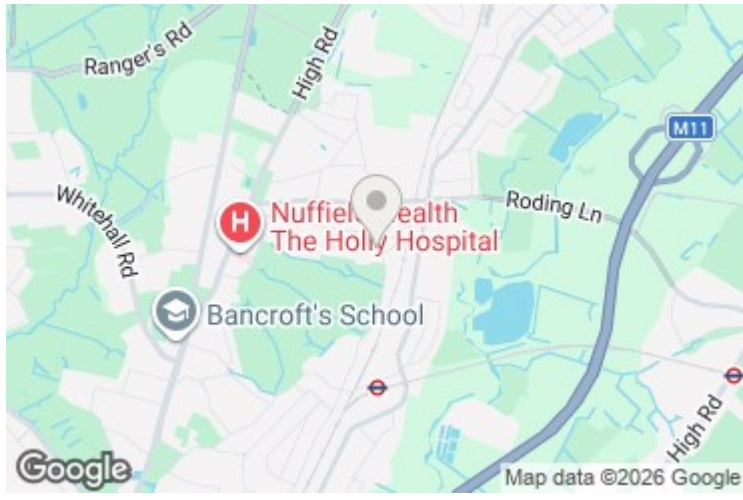 Ranger's Rd
High Rd
M11
Whitehall Rd
Roding Ln
H
Nuffield Health
The Holly Hospital
Bancroft's School
High Rd
Google
Map data ©2026 Google